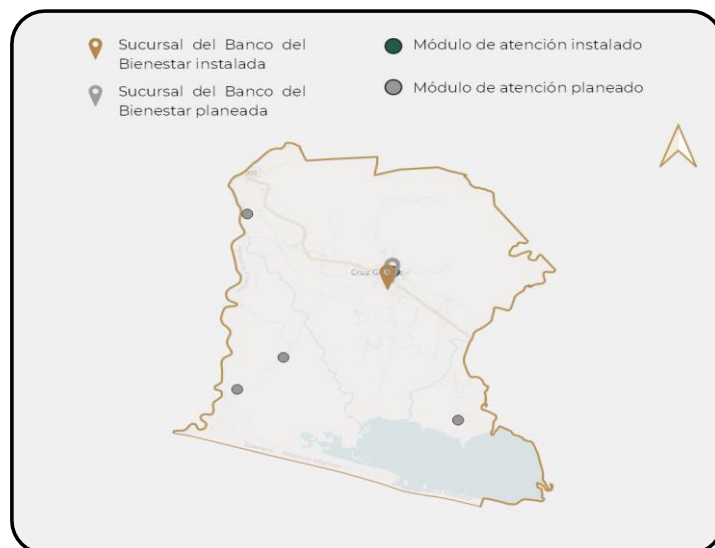 Sucursal del Banco del
Bienestar instalada
Sucursal del Banco del
Bienestar planeada
Módulo de atención instalado
Módulo de atención planeado
Cruz G